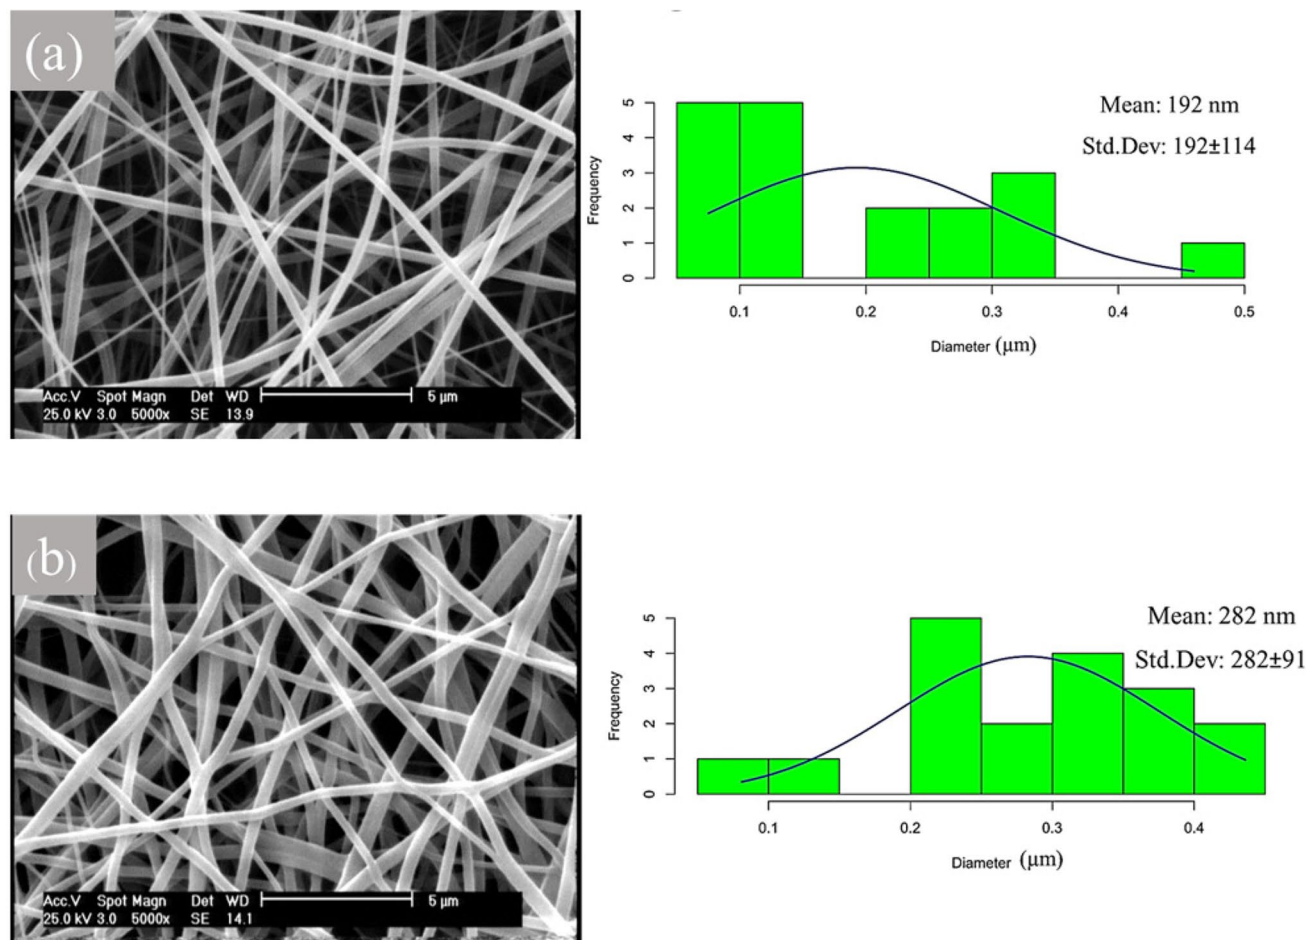 (a)
Acc.V Spot Magn Det WD 5 µm
25.0 kV 3.0 5000x SE 13.9
Mean: 192 nm
Std.Dev: 192±114
Frequency
0 1 2 3 4 5
0.1 0.2 0.3 0.4 0.5
Diameter (µm)
(b)
Acc.V Spot Magn Det WD 5 µm
25.0 kV 3.0 5000x SE 14.1
Mean: 282 nm
Std.Dev: 282±91
Frequency
0 1 2 3 4 5
0.1 0.2 0.3 0.4
Diameter (µm)